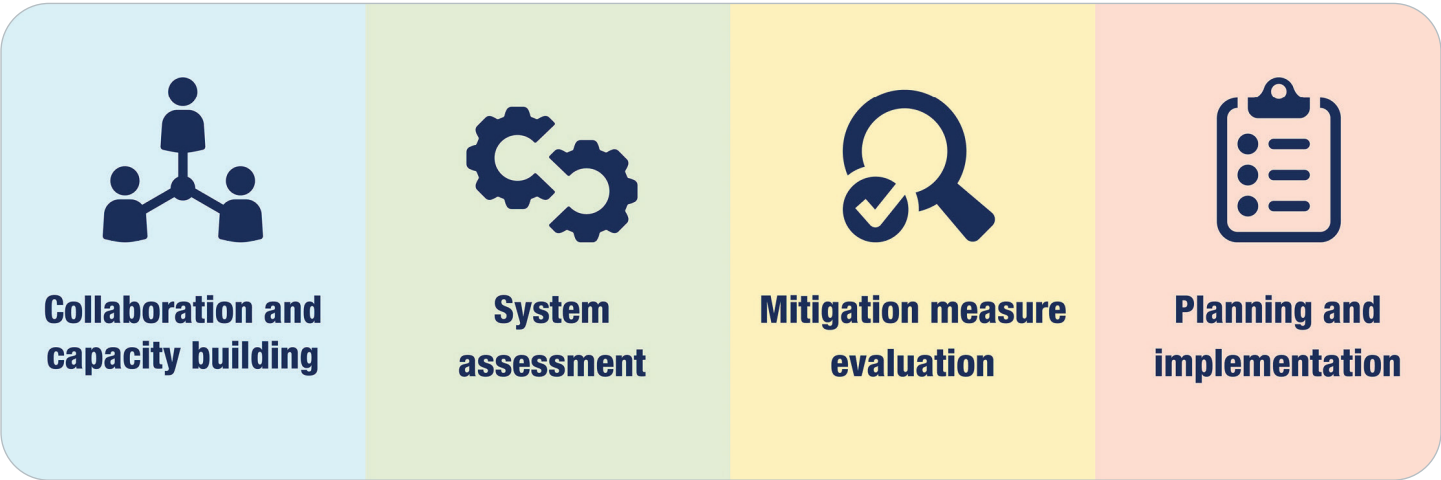 Collaboration and
capacity building
System
assessment
Mitigation measure
evaluation
Planning and
implementation